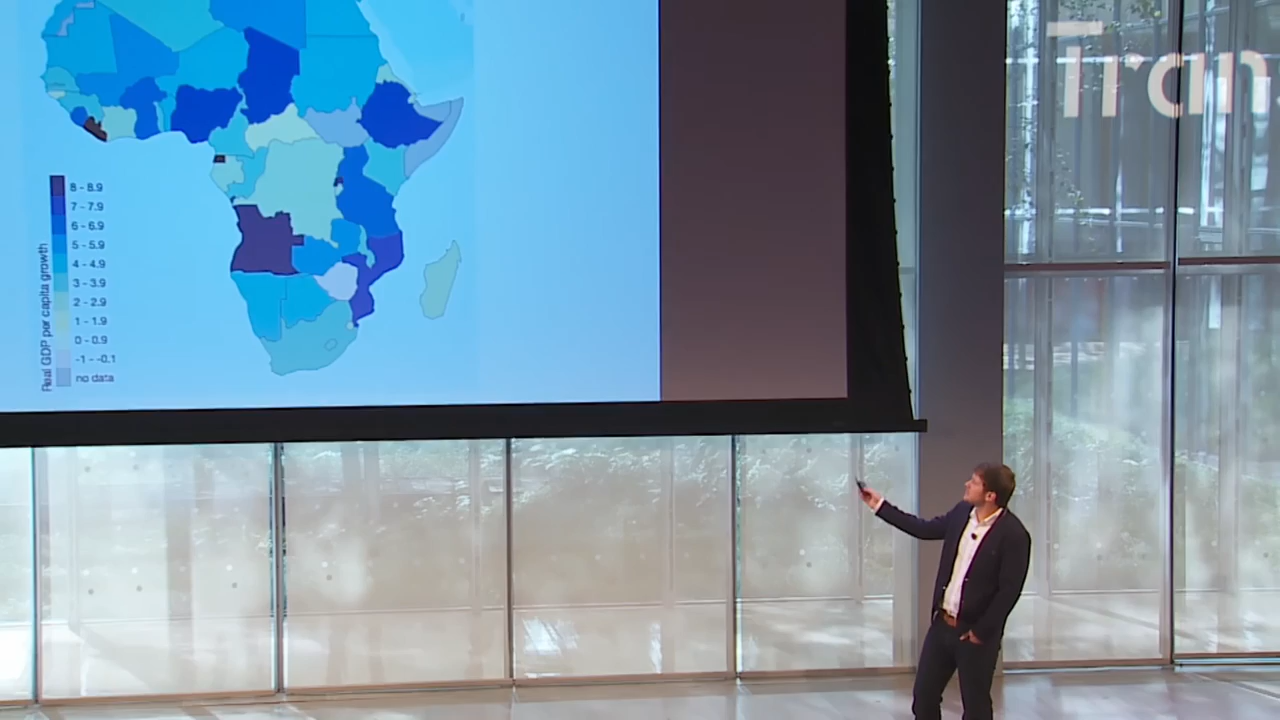 Tran
8 - 8.9
7 - 7.9
6 - 6.9
5 - 5.9
4 - 4.9
3 - 3.9
2 - 2.9
1 - 1.9
0 - 0.9
-1 - -0.1
no data
Real GDP per capita growth